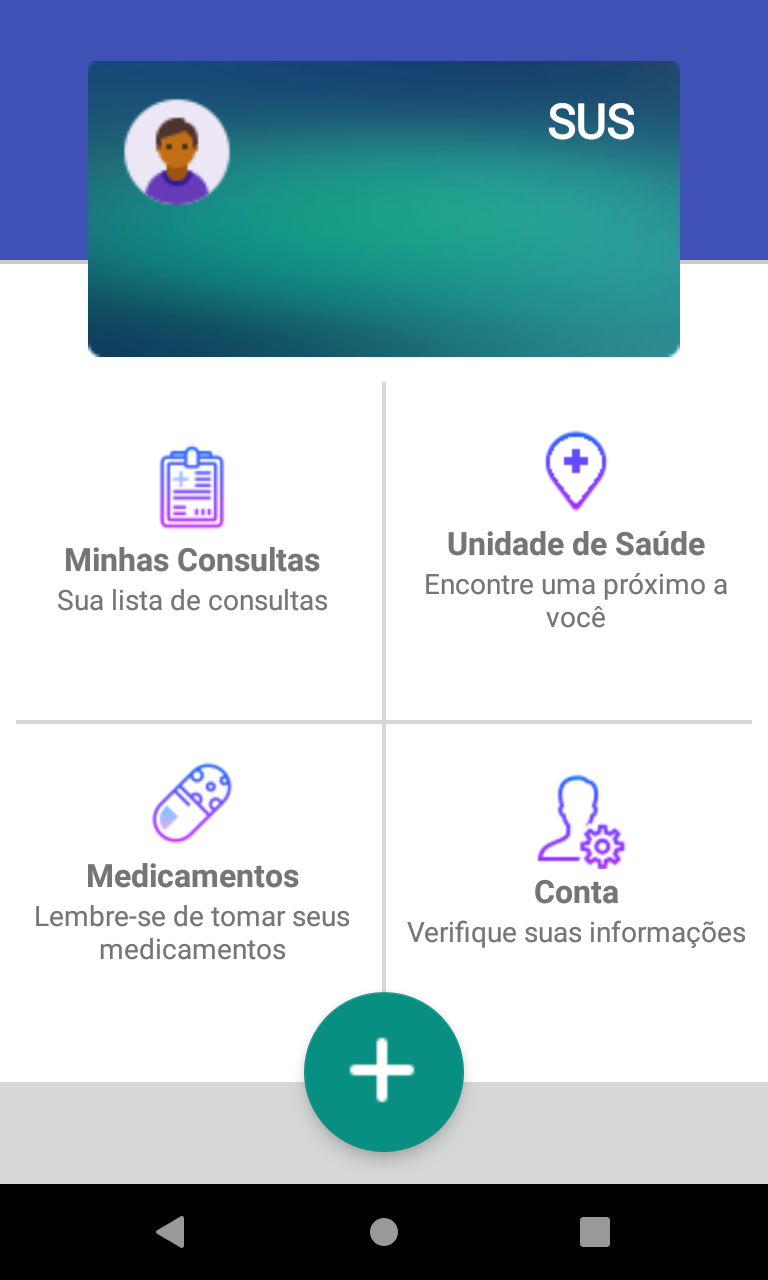 SUS
Minhas Consultas
Sua lista de consultas
Unidade de Saúde
Encontre uma próximo a
você
Medicamentos
Lembre-se de tomar seus
medicamentos
Conta
Verifique suas informações